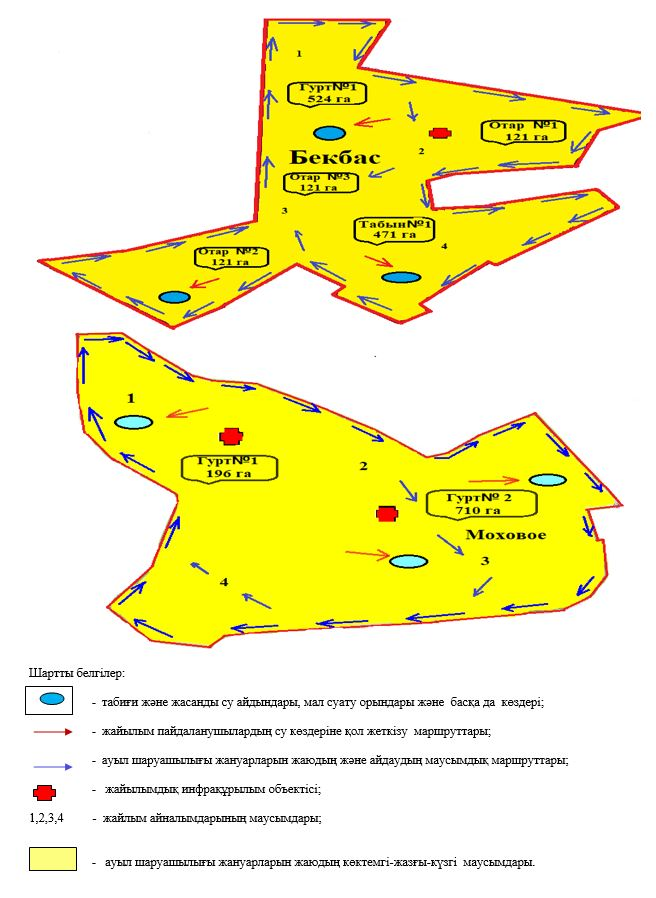 1
Гурт№1
524 га
Отар №1
121 га
2
Бекбас
Отар №3
121 га
3
Табын№1
471 га
4
Отар №2
121 га
1
Гурт№1
196 га
2
Гурт№ 2
710 га
Моховое
3
4
Шартты белгілер:
- табиғи және жасанды су айдындары, мал суату орындары және басқа да көздері;
- жайылым пайдаланушылардың су көздеріне қол жеткізу маршруттары;
- ауыл шаруашылығы жануарларын жаюдың және айдаудың маусымдық маршруттары;
- жайылымдық инфрақұрылым объектісі;
1,2,3,4 - жайлым айналымдарының маусымдары;
- ауыл шаруашылығы жануарларын жаюдың көктемгі-жазғы-күзгі маусымдары.